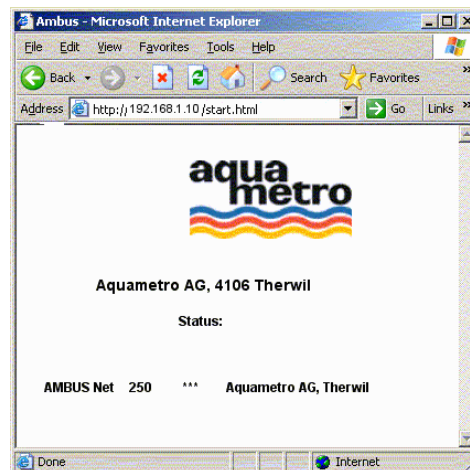 Ambus - Microsoft Internet Explorer
File Edit View Favorites Tools Help
Back Search Favorites »
Address http://192.168.1.10/start.html Go Links »
aqua
metro
Aquametro AG, 4106 Therwil
Status:
AMBUS Net 250 *** Aquametro AG, Therwil
Done Internet